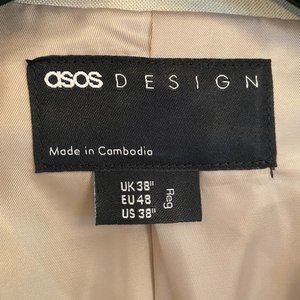 asos DESIGN
Made in Cambodia
UK 38"
EU 48
US 38"
Reg